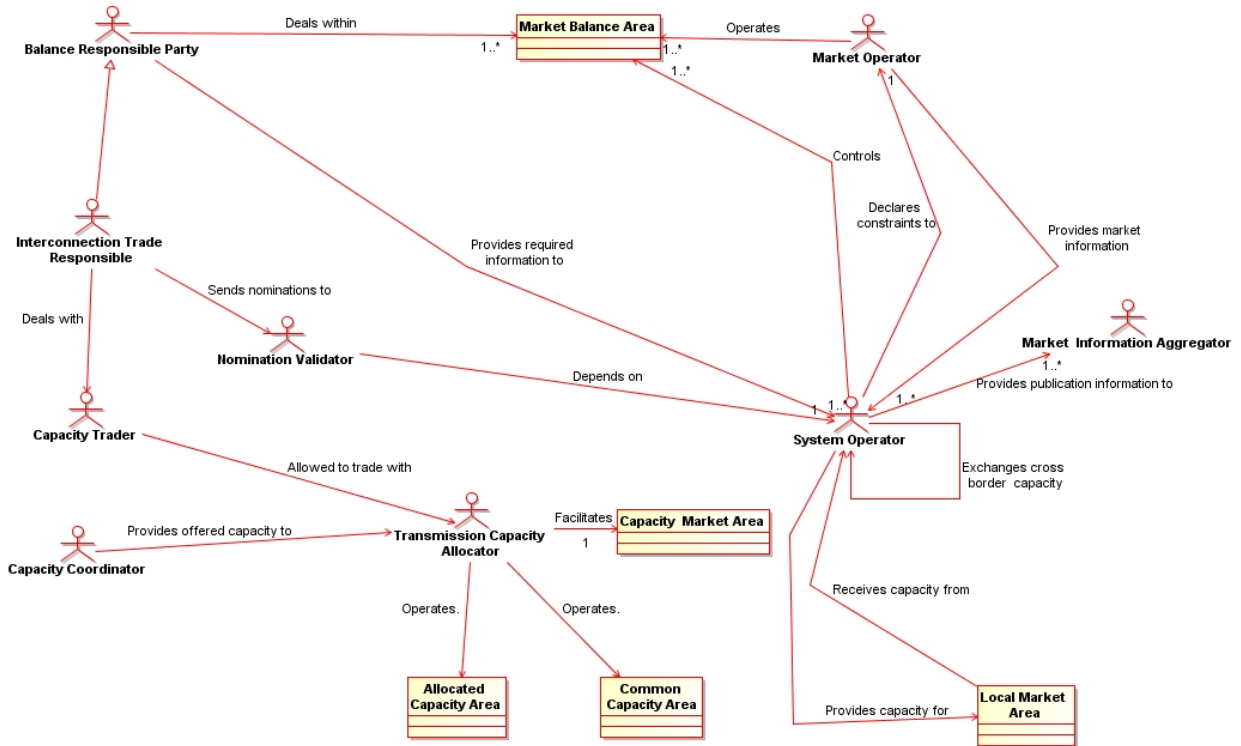 Deals within
Market Balance Area
Operates
Balance Responsible Party
1..*
1..*
Market Operator
1..*
1
Controls
Declares
constraints to
Interconnection Trade
Responsible
Provides required
information to
Provides market
information
Sends nominations to
Deals with
Nomination Validator
Market  Information Aggregator
1..*
Depends on
Provides publication information to
1
1..*
1..*
Capacity Trader
System Operator
Allowed to trade with
Exchanges cross
border  capacity
Facilitates
Capacity  Market Area
Provides offered capacity to
Transmission Capacity
Allocator
1
Capacity Coordinator
Receives capacity from
Operates.
Operates.
Allocated
Capacity Area
Common
Capacity Area
Local Market
Area
Provides capacity for